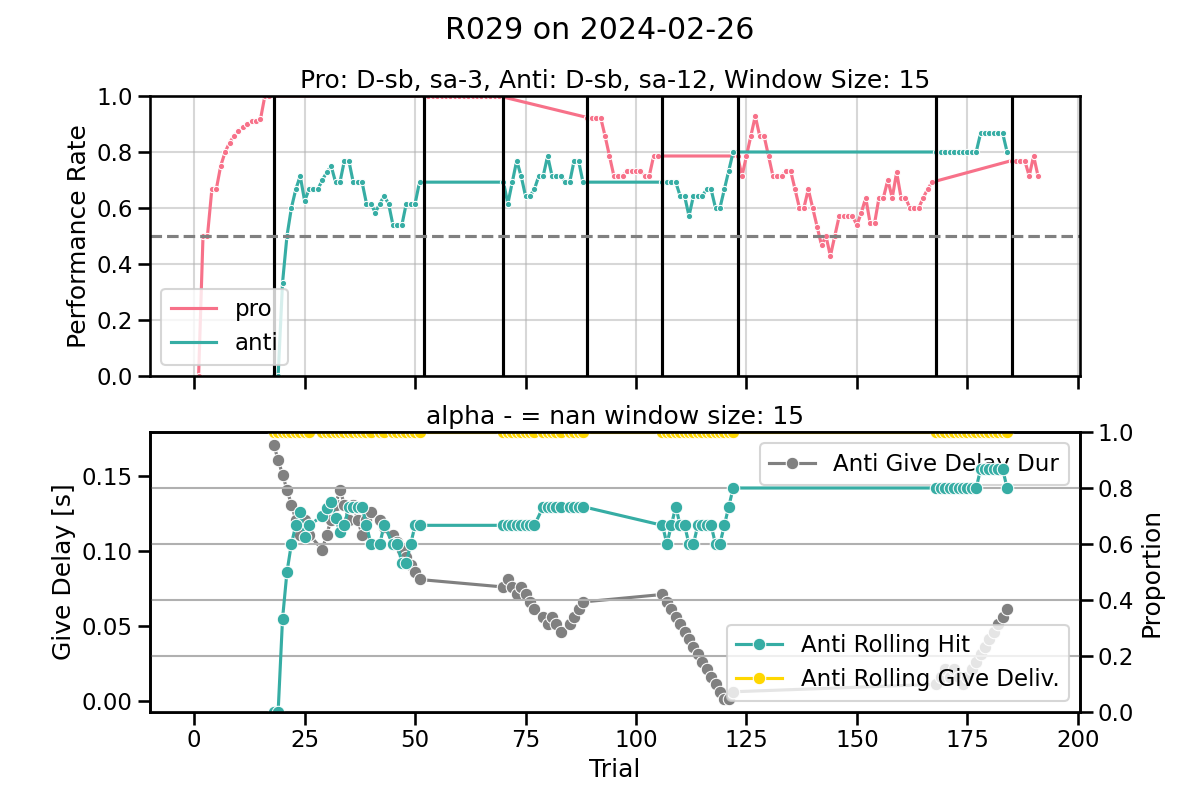 R029 on 2024-02-26
Pro: D-sb, sa-3, Anti: D-sb, sa-12, Window Size: 15
Performance Rate
1.0
0.8
0.6
0.4
0.2
0.0
pro
anti
alpha - = nan window size: 15
Give Delay [s]
0.15
0.10
0.05
0.00
Anti Give Delay Dur
Anti Rolling Hit
Anti Rolling Give Deliv.
1.0
0.8
0.6
0.4
0.2
0.0
Proportion
0 25 50 75 100 125 150 175 200
Trial